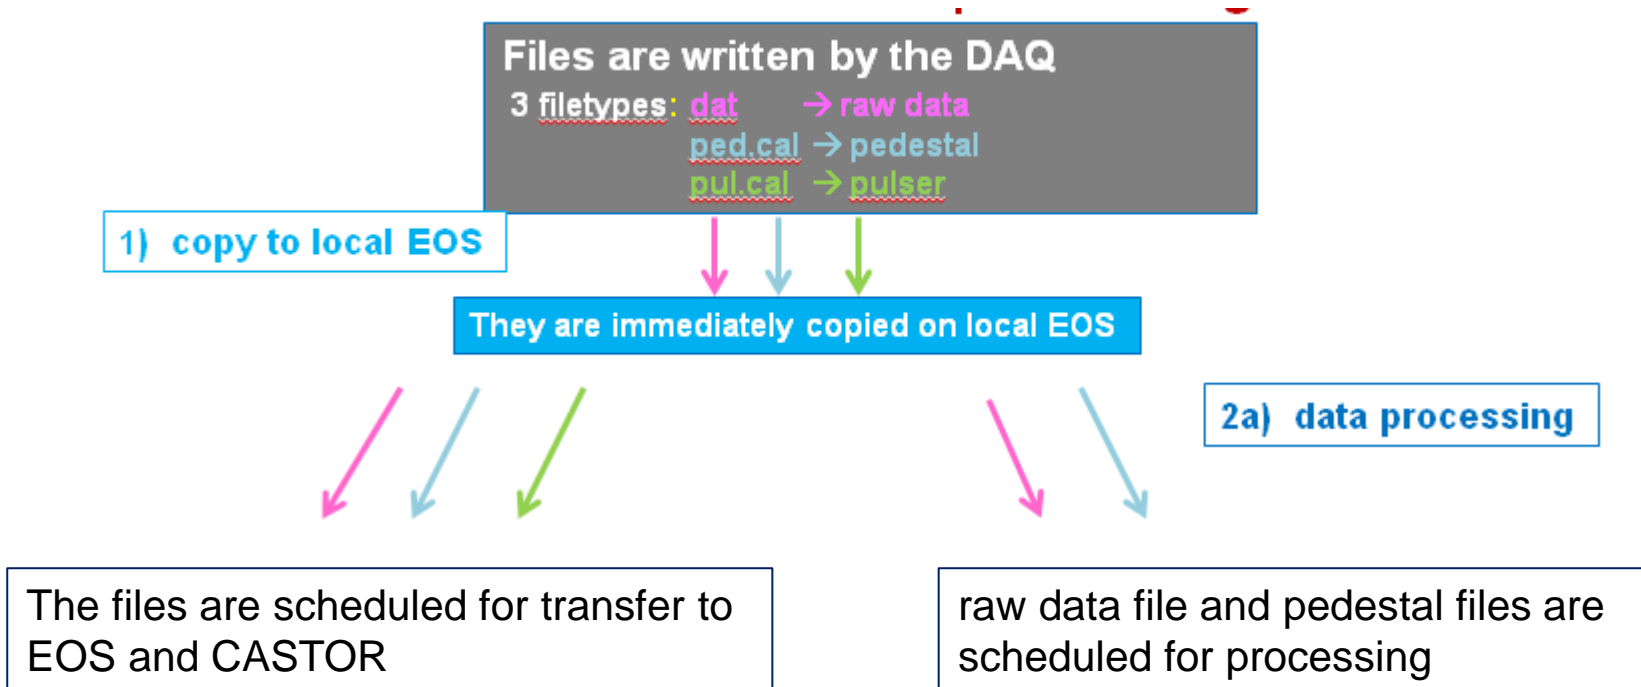 Files are written by the DAQ
3 filetypes: dat → raw data
ped.cal → pedestal
pul.cal → pulser
1) copy to local EOS
They are immediately copied on local EOS
2a) data processing
The files are scheduled for transfer to
EOS and CASTOR
raw data file and pedestal files are
scheduled for processing